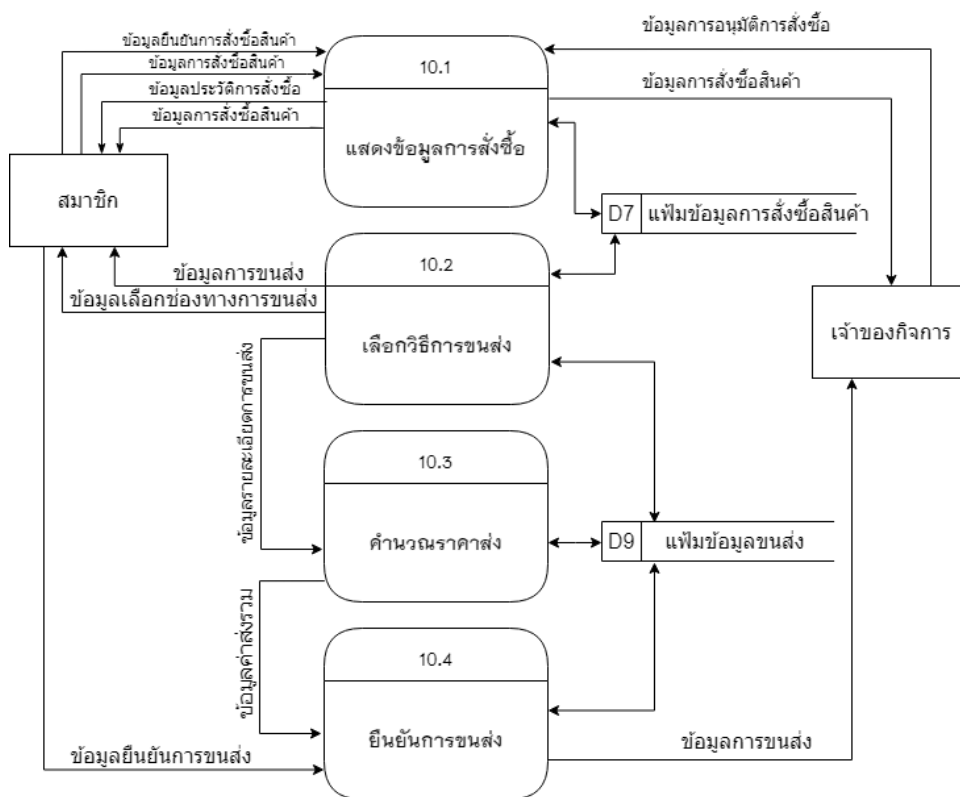 ข้อมูลยืนยันการสั่งซื้อสินค้า
ข้อมูลการสั่งซื้อสินค้า
ข้อมูลประวัติการสั่งซื้อ
ข้อมูลการสั่งซื้อสินค้า
10.1
แสดงข้อมูลการสั่งซื้อ
ข้อมูลการอนุมัติการสั่งซื้อ
ข้อมูลการสั่งซื้อสินค้า
สมาชิก
D7 แฟ้มข้อมูลการสั่งซื้อสินค้า
ข้อมูลการขนส่ง
ข้อมูลเลือกช่องทางการขนส่ง
10.2
เลือกวิธีการขนส่ง
เจ้าของกิจการ
ข้อมูลรายละเอียดการขนส่ง
10.3
คำนวณราคาส่ง
D9 แฟ้มข้อมูลขนส่ง
ข้อมูลค่าส่งรวม
10.4
ยืนยันการขนส่ง
ข้อมูลยืนยันการขนส่ง
ข้อมูลการขนส่ง